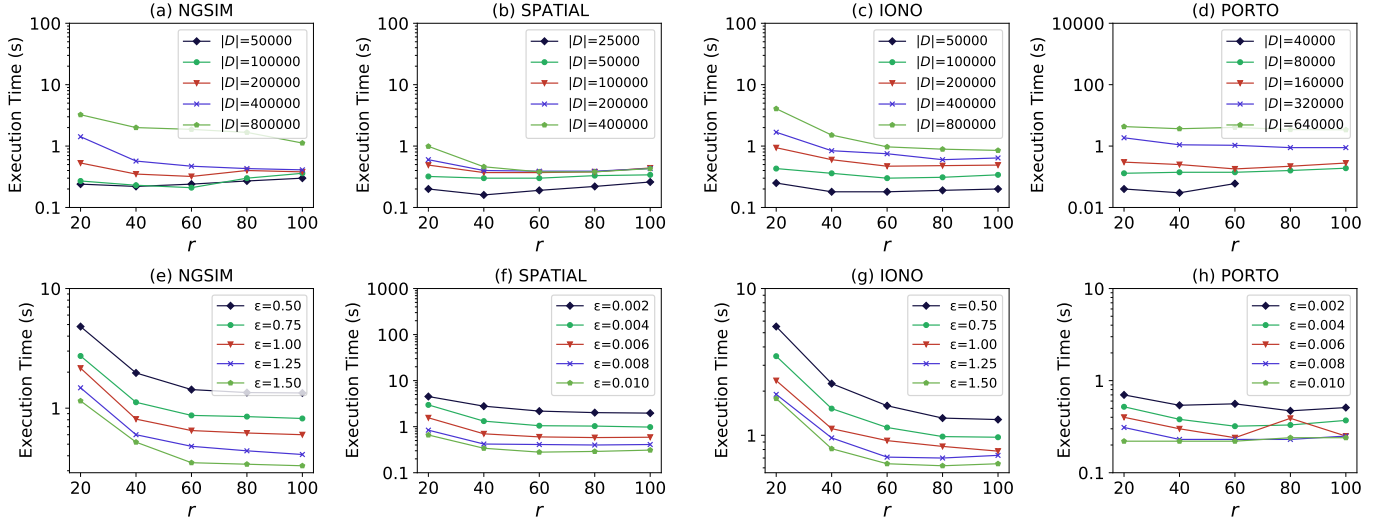 (a) NGSIM
Execution Time (s)
100
10
1
0.1
20 40 60 80 100
r
|D|=50000
|D|=100000
|D|=200000
|D|=400000
|D|=800000
(b) SPATIAL
Execution Time (s)
100
10
1
0.1
20 40 60 80 100
r
|D|=25000
|D|=50000
|D|=100000
|D|=200000
|D|=400000
(c) IONO
Execution Time (s)
100
10
1
0.1
20 40 60 80 100
r
|D|=50000
|D|=100000
|D|=200000
|D|=400000
|D|=800000
(d) PORTO
Execution Time (s)
10000
100
1
0.01
20 40 60 80 100
r
|D|=40000
|D|=80000
|D|=160000
|D|=320000
|D|=640000
(e) NGSIM
Execution Time (s)
10
1
20 40 60 80 100
r
ε=0.50
ε=0.75
ε=1.00
ε=1.25
ε=1.50
(f) SPATIAL
Execution Time (s)
1000
100
10
1
0.1
20 40 60 80 100
r
ε=0.002
ε=0.004
ε=0.006
ε=0.008
ε=0.010
(g) IONO
Execution Time (s)
10
1
20 40 60 80 100
r
ε=0.50
ε=0.75
ε=1.00
ε=1.25
ε=1.50
(h) PORTO
Execution Time (s)
10
1
0.1
20 40 60 80 100
r
ε=0.002
ε=0.004
ε=0.006
ε=0.008
ε=0.010